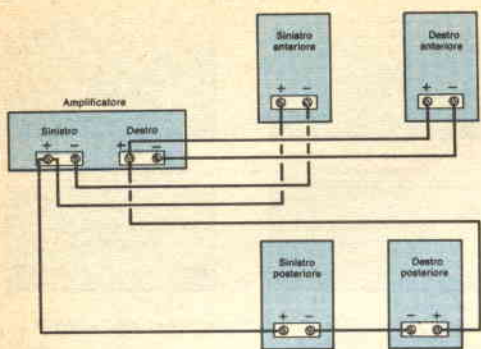 Sinistro
anteriore
Destro
anteriore
+ −
+ −
Amplificatore
Sinistro
Destro
+ −
+ −
Sinistro
posteriore
Destro
posteriore
+ −
− +